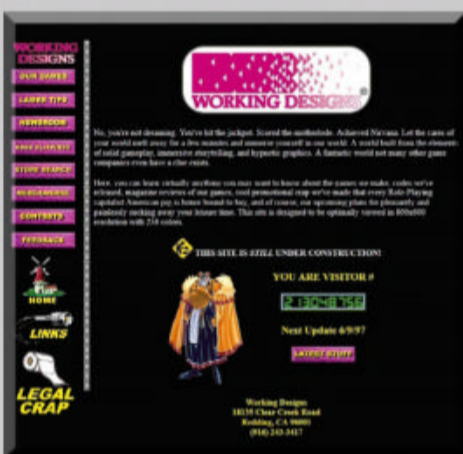 WORKING
DESIGNS
OUR GAMES
LAMER TIPS
NEWSROOM
STORE SEARCH
CONTESTS
FEEDBACK
HOME
LINKS
LEGAL
CRAP
WORKING DESIGNS
No, you're not dreaming. You've hit the jackpot. Scored the motherlode. Achieved Nirvana. Let the cares of
your world melt away for a few minutes and immerse yourself in our world. A world built from the elements
of solid gameplay, immersive storytelling, and hypnotic graphics. A fantastic world not many other game
companies even have a clue exists.
Here, you can learn virtually anything you may want to know about the games we make, codes we've
released, magazine reviews of our games, cool promotional crap we've made that every Role-Playing
capitalist American pig is honor bound to buy, and of course, our upcoming plans for pleasantly and
painlessly sucking away your leisure time. This site is designed to be optimally viewed in 800x600
resolution with 256 colors.
THIS SITE IS STILL UNDER CONSTRUCTION!
YOU ARE VISITOR #
213048756
Next Update 6/9/97
LATEST STUFF
Working Designs
18135 Clear Creek Road
Redding, CA 96001
(916) 243-3417